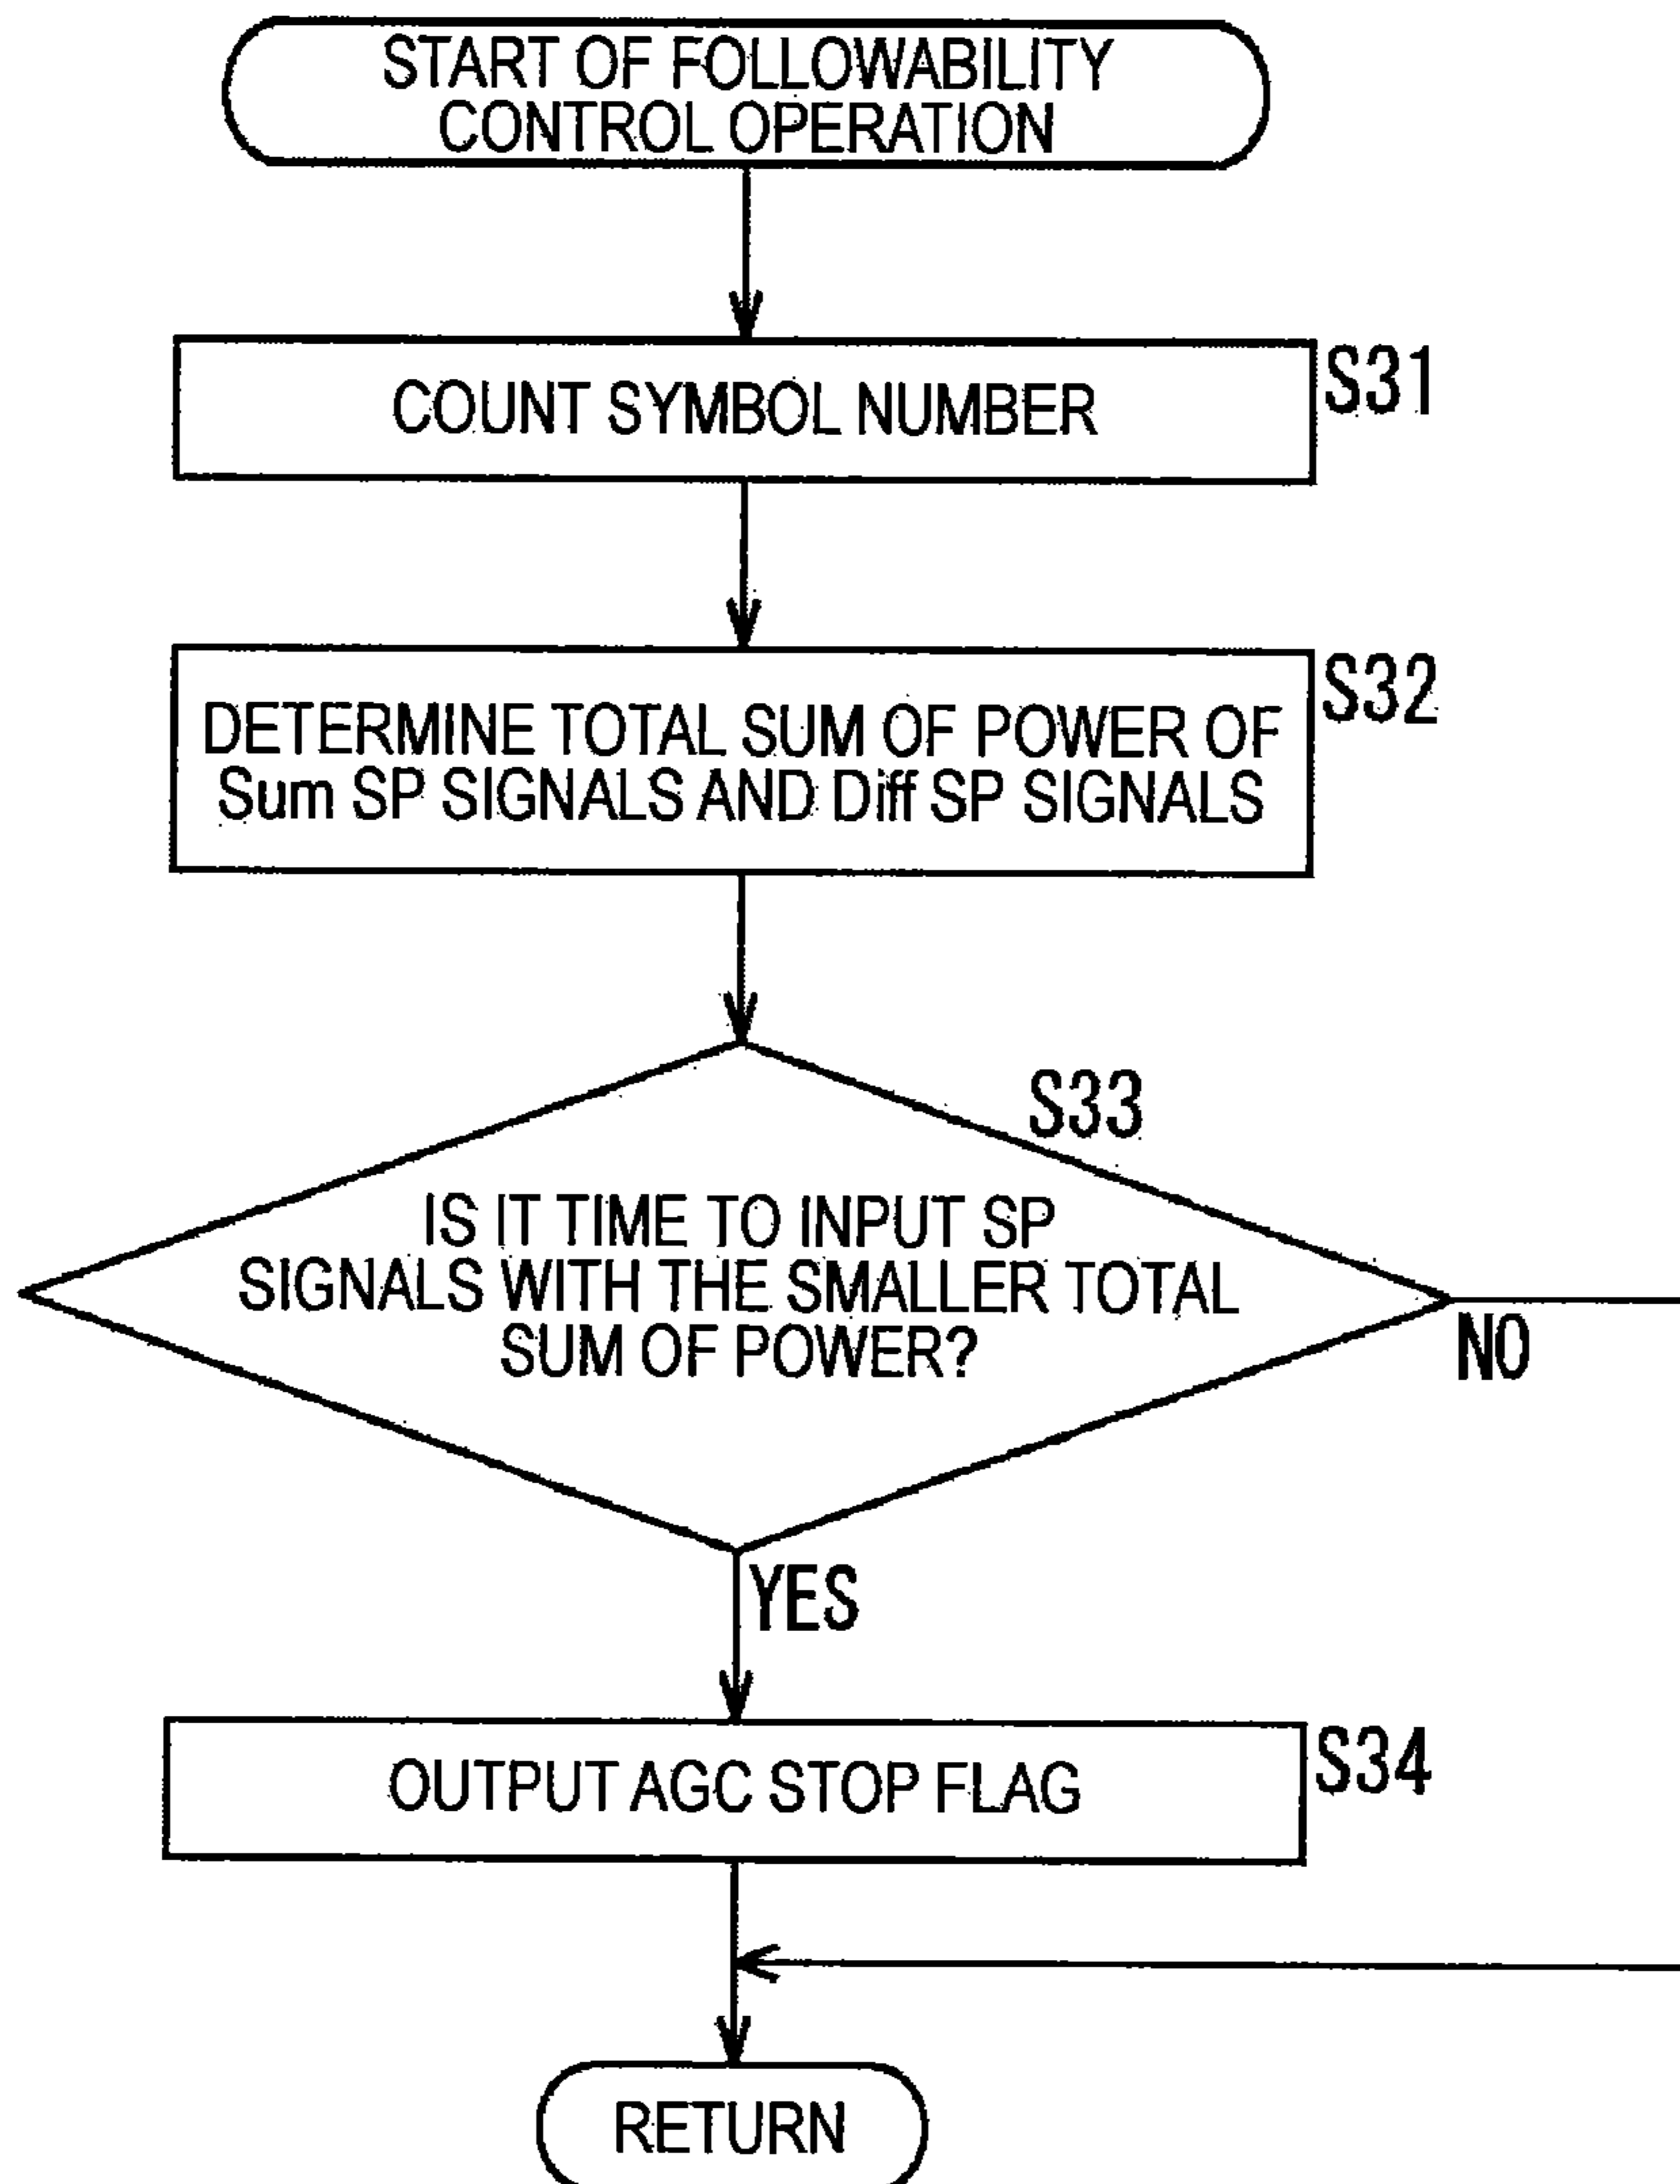 START OF FOLLOWABILITY
CONTROL OPERATION
COUNT SYMBOL NUMBER
S31
DETERMINE TOTAL SUM OF POWER OF
Sum SP SIGNALS AND Diff SP SIGNALS
S32
S33
IS IT TIME TO INPUT SP
SIGNALS WITH THE SMALLER TOTAL
SUM OF POWER?
NO
YES
OUTPUT AGC STOP FLAG
S34
RETURN